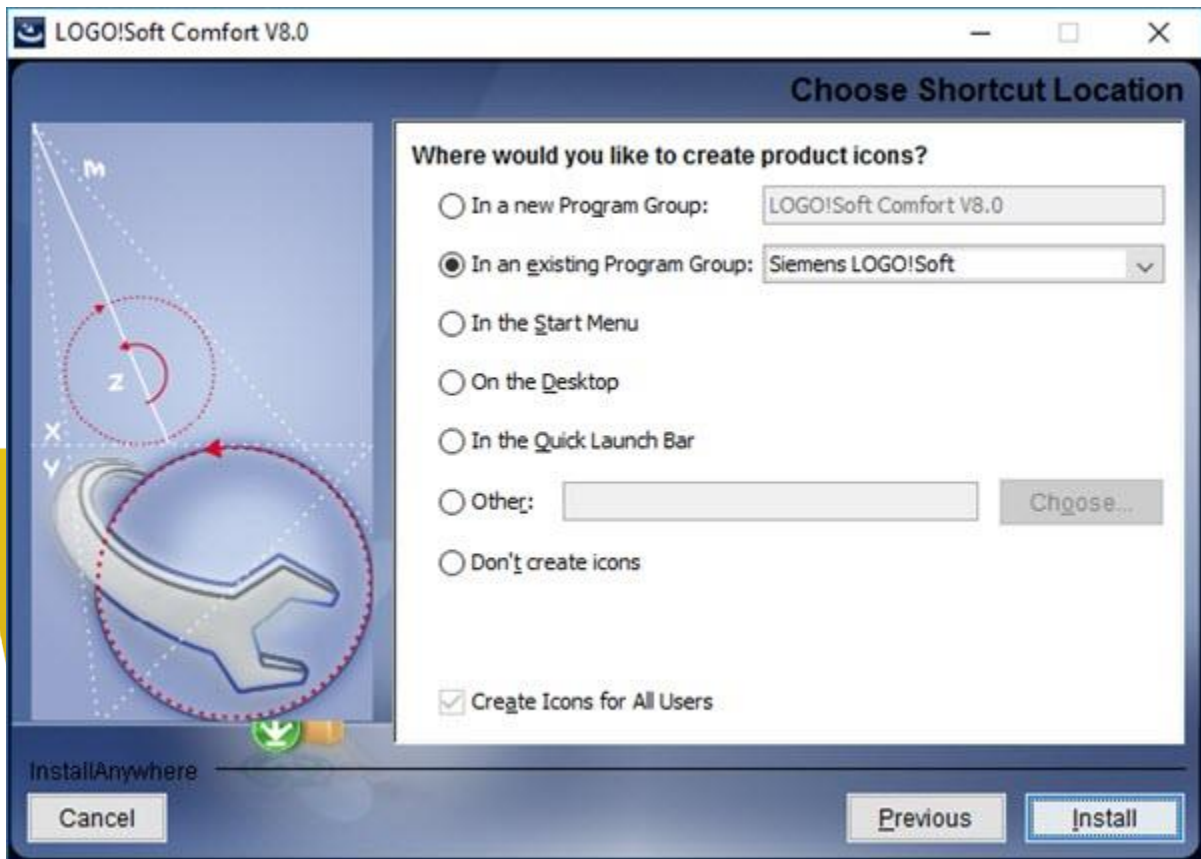 LOGO!Soft Comfort V8.0
Choose Shortcut Location
m
z
x
y
Where would you like to create product icons?
In a new Program Group: LOGO!Soft Comfort V8.0
In an existing Program Group: Siemens LOGO!Soft
In the Start Menu
On the Desktop
In the Quick Launch Bar
Other: Choose...
Don't create icons
Create Icons for All Users
InstallAnywhere
Cancel Previous Install